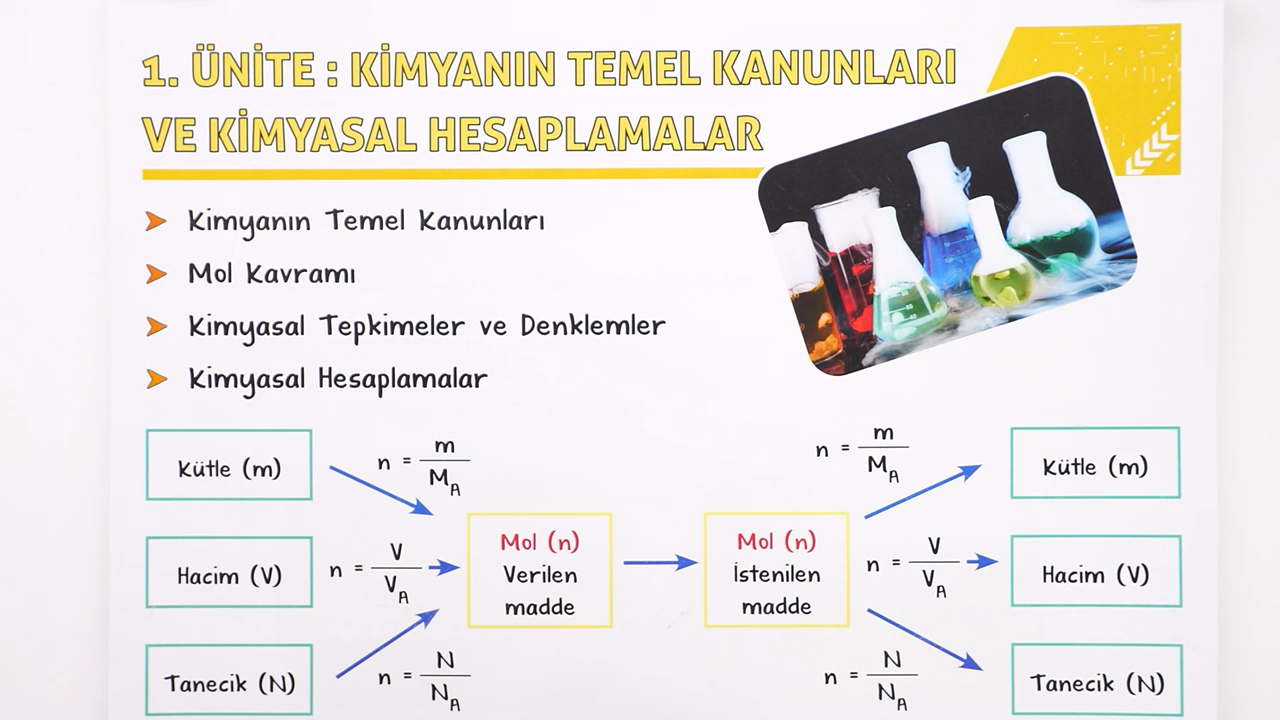 1. ÜNİTE : KİMYANIN TEMEL KANUNLARI
VE KİMYASAL HESAPLAMALAR
Kimyanın Temel Kanunları
Mol Kavramı
Kimyasal Tepkimeler ve Denklemler
Kimyasal Hesaplamalar
Kütle (m)
n = m / M_A
Hacim (V)
n = V / V_A
Tanecik (N)
n = N / N_A
Mol (n)
Verilen
madde
Mol (n)
İstenilen
madde
n = m / M_A
Kütle (m)
n = V / V_A
Hacim (V)
n = N / N_A
Tanecik (N)